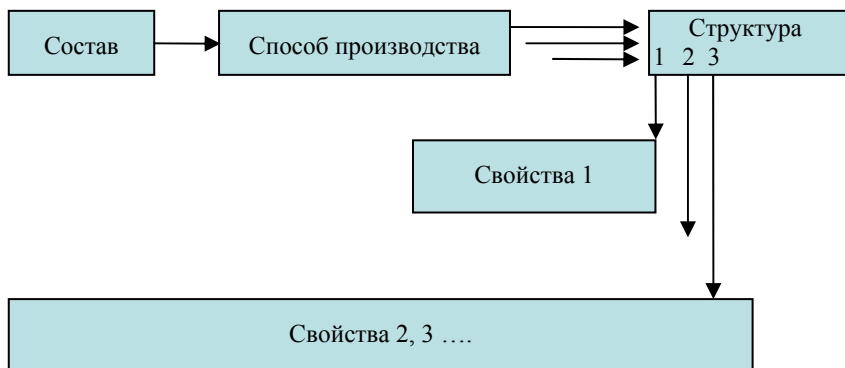 Состав
Способ производства
Структура
1 2 3
Свойства 1
Свойства 2, 3 ….